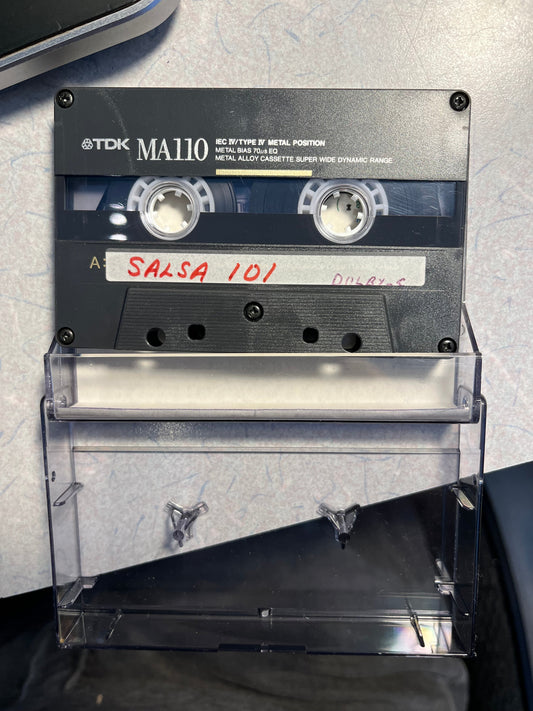 TDK MA110
IEC IV/TYPE IV METAL POSITION
METAL BIAS 70μs EQ
METAL ALLOY CASSETTE SUPER WIDE DYNAMIC RANGE
A: SALSA 101